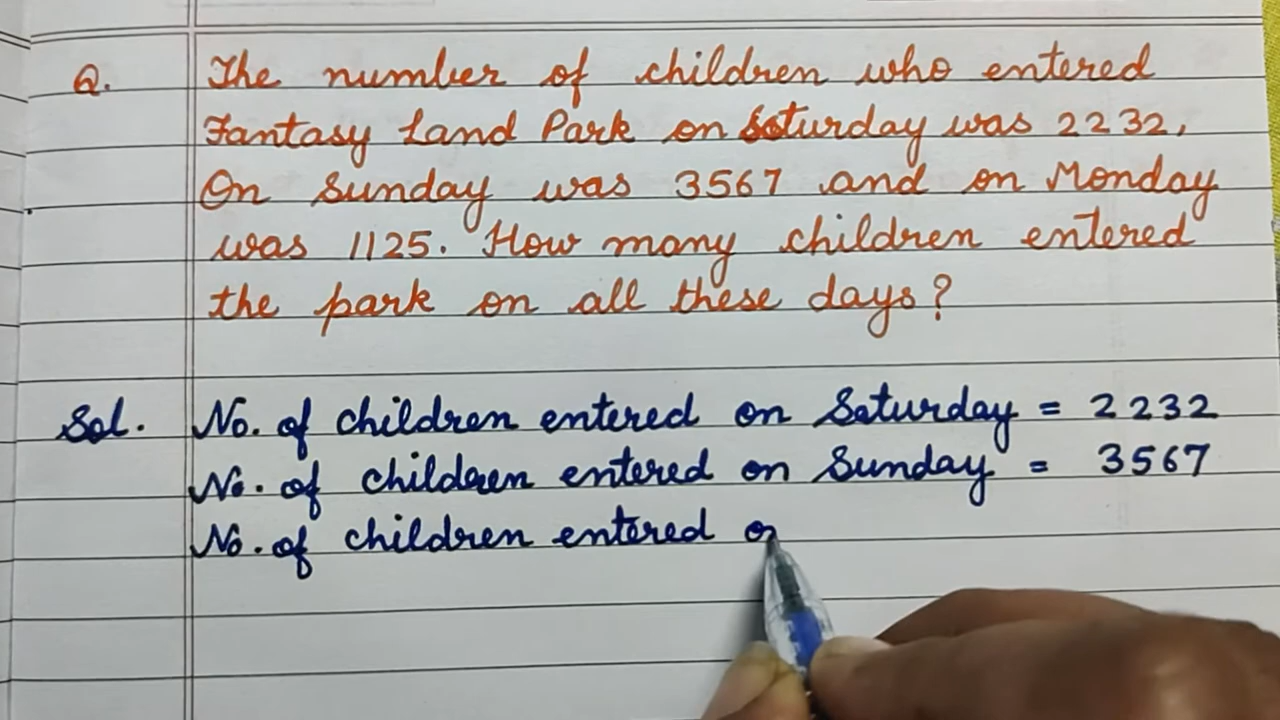 Q. The number of children who entered
Fantasy Land Park on Saturday was 2232,
On Sunday was 3567 and on Monday
was 1125. How many children entered
the park on all these days?
Sol. No. of children entered on Saturday = 2232
No. of children entered on Sunday = 3567
No. of children entered o